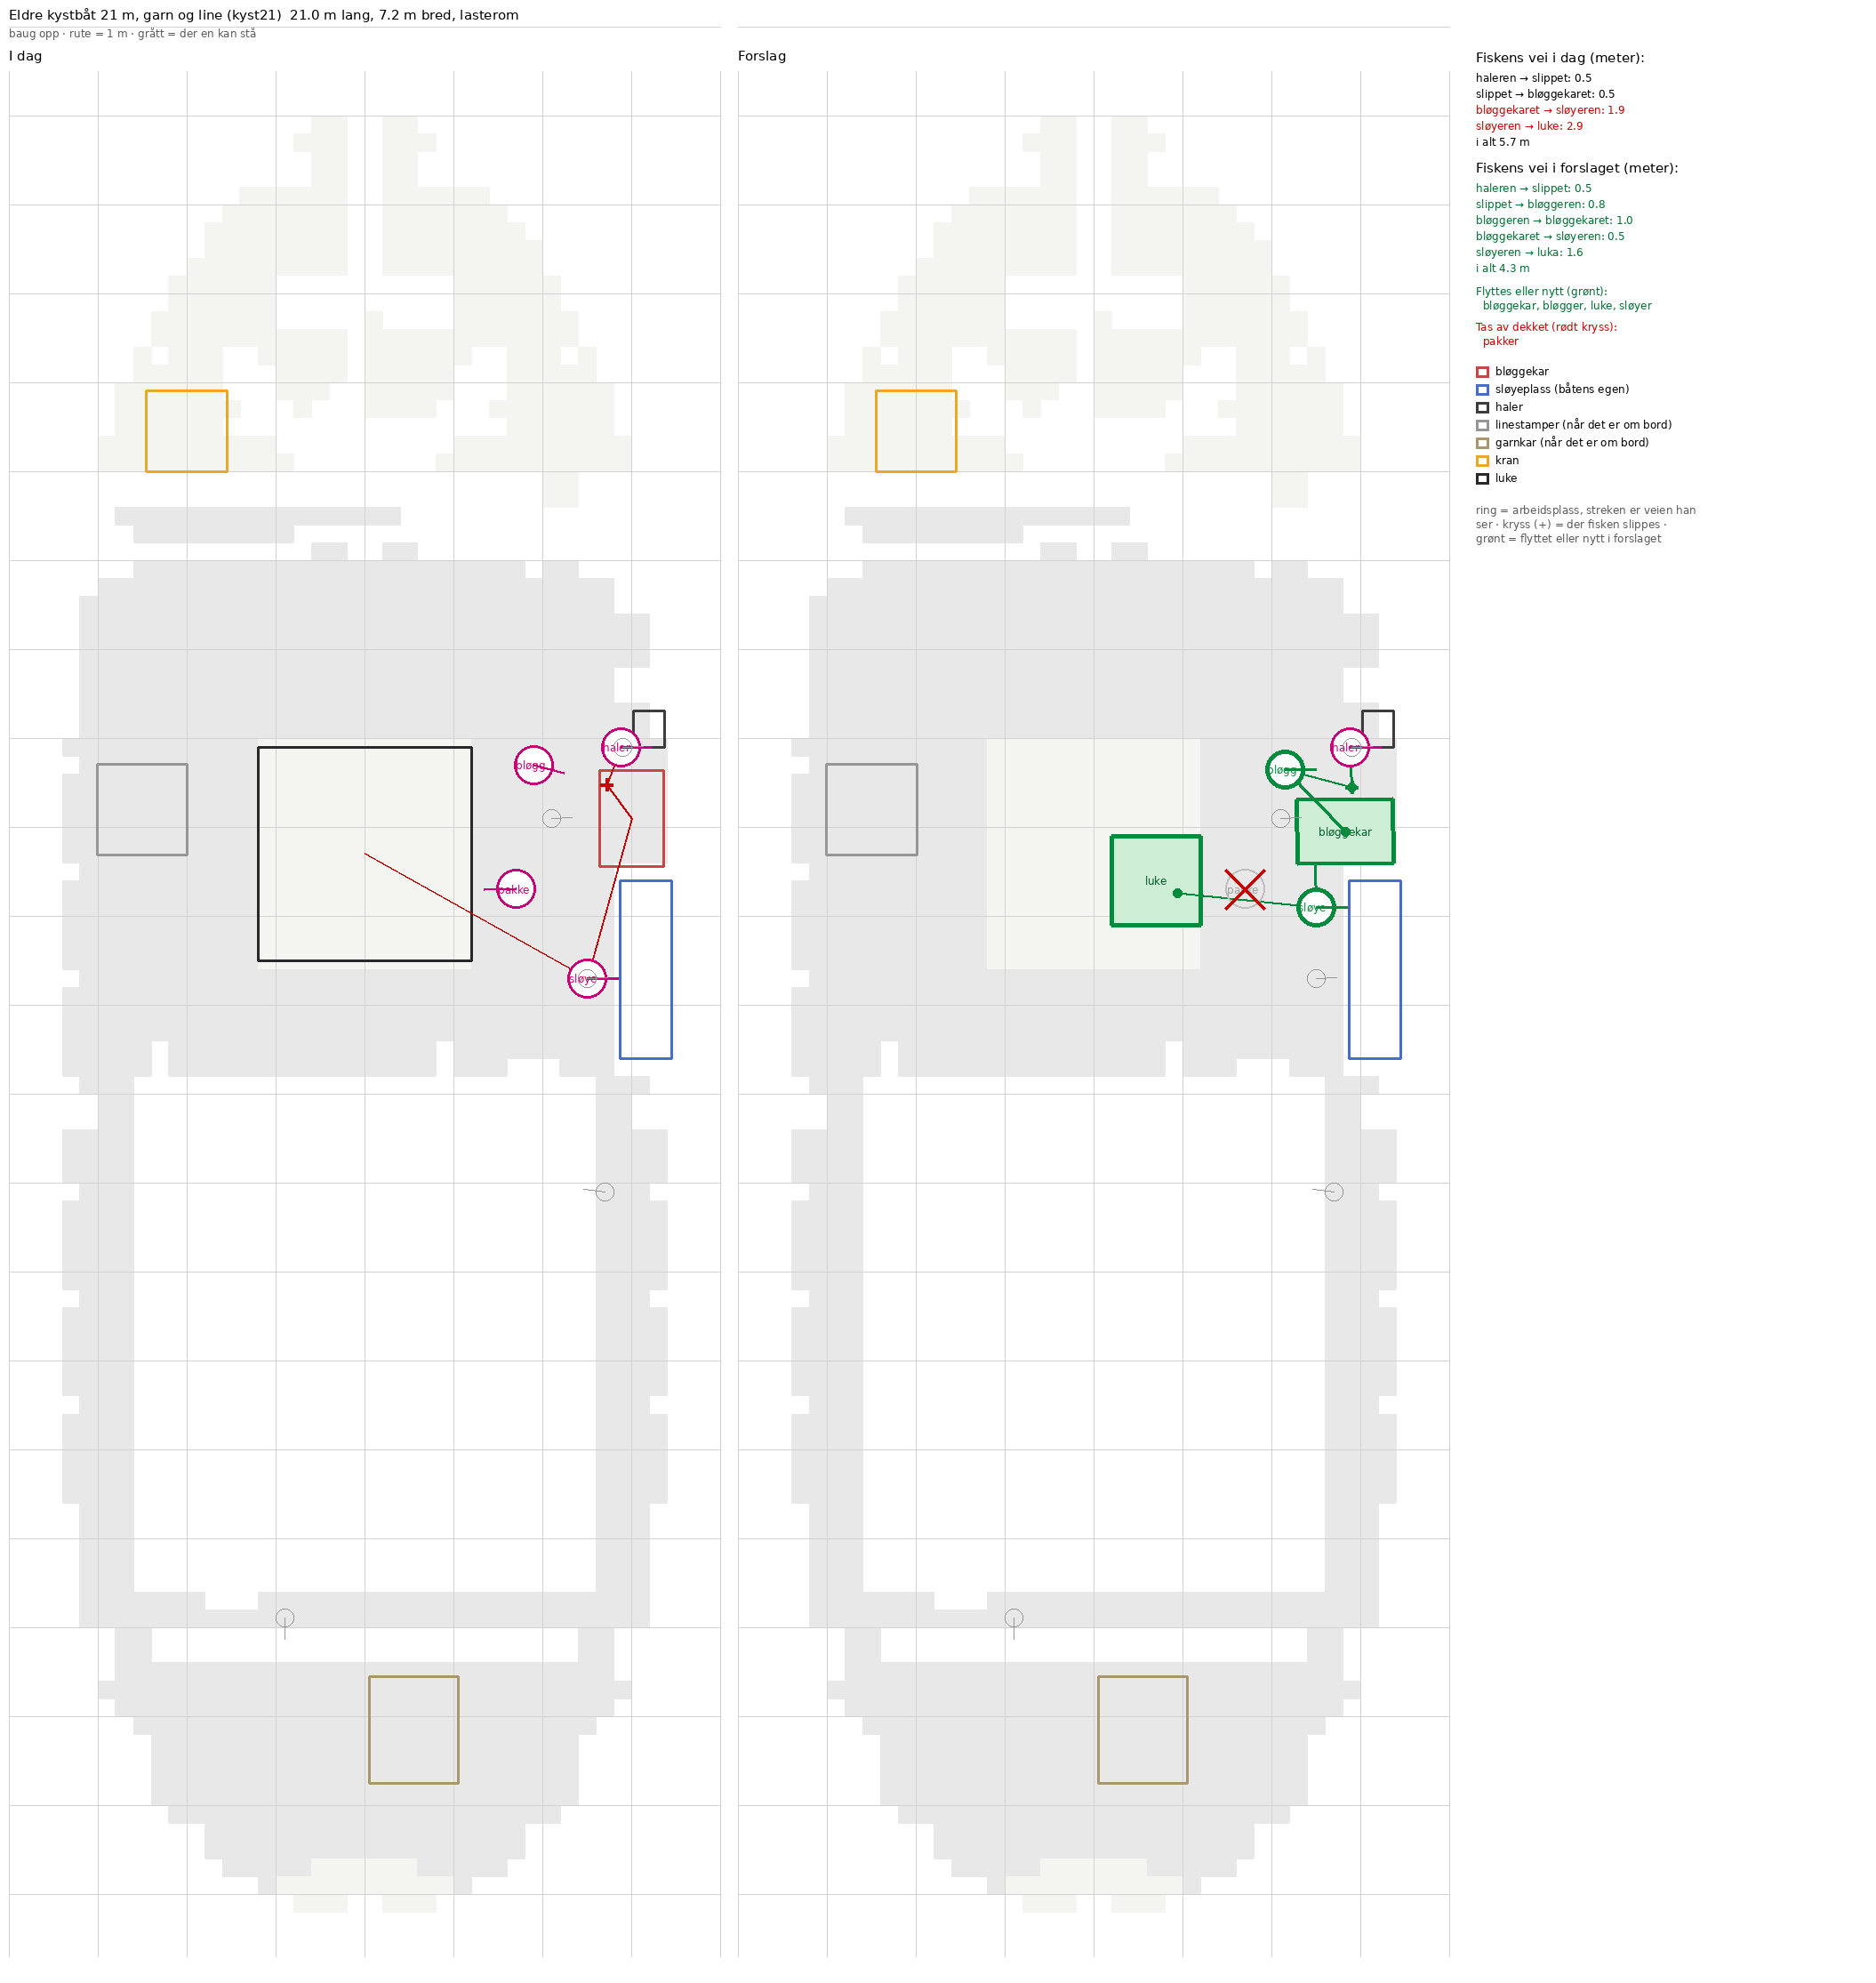 Eldre kystbåt 21 m, garn og line (kyst21)  21.0 m lang, 7.2 m bred, lasterom
baug opp · rute = 1 m · grått = der en kan stå
I dag
Forslag
haler
bløgg
pakke
sløye
haler
bløgg
bløggekar
luke
pakke
sløye
Fiskens vei i dag (meter):
haleren → slippet: 0.5
slippet → bløggekaret: 0.5
bløggekaret → sløyeren: 1.9
sløyeren → luke: 2.9
i alt 5.7 m
Fiskens vei i forslaget (meter):
haleren → slippet: 0.5
slippet → bløggeren: 0.8
bløggeren → bløggekaret: 1.0
bløggekaret → sløyeren: 0.5
sløyeren → luka: 1.6
i alt 4.3 m
Flyttes eller nytt (grønt):
bløggekar, bløgger, luke, sløyer
Tas av dekket (rødt kryss):
pakker
bløggekar
sløyeplass (båtens egen)
haler
linestamper (når det er om bord)
garnkar (når det er om bord)
kran
luke
ring = arbeidsplass, streken er veien han
ser · kryss (+) = der fisken slippes ·
grønt = flyttet eller nytt i forslaget